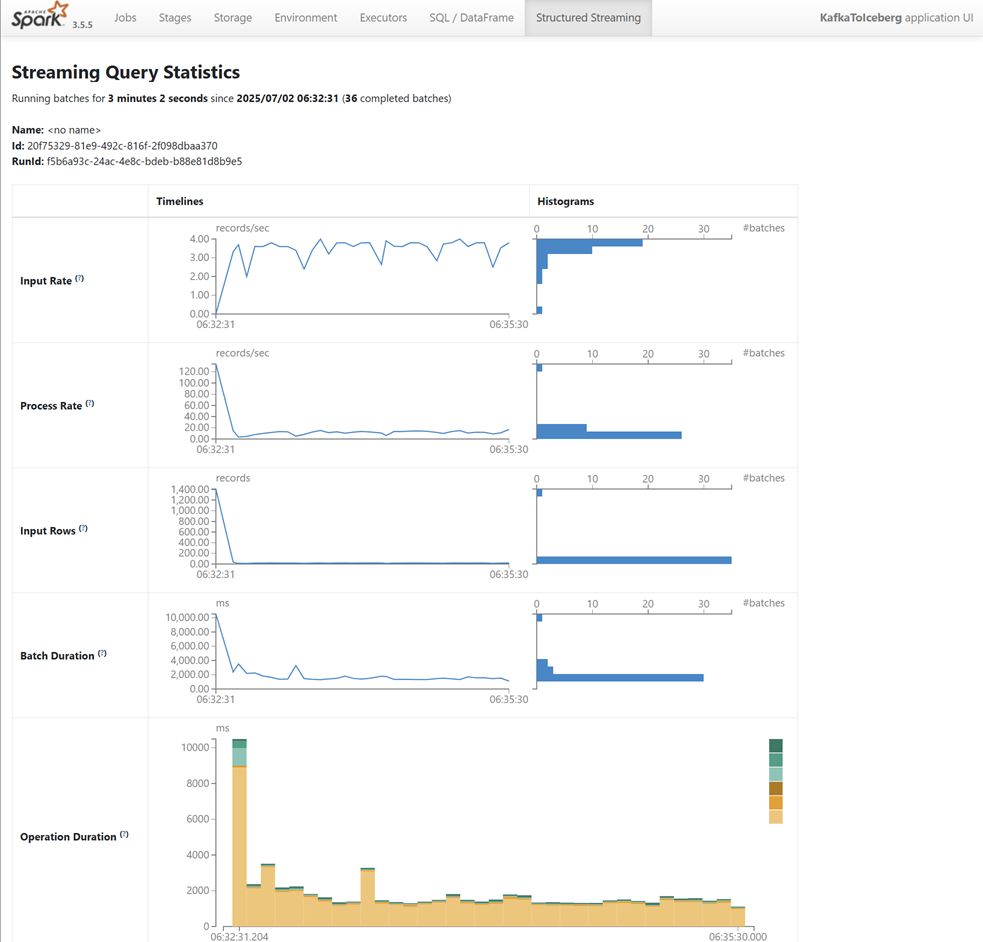 APACHE
Spark 3.5.5 Jobs Stages Storage Environment Executors SQL / DataFrame Structured Streaming KafkaToIceberg application UI
Streaming Query Statistics
Running batches for 3 minutes 2 seconds since 2025/07/02 06:32:31 (36 completed batches)
Name: <no name>
Id: 20f75329-81e9-492c-816f-2f098dbaa370
RunId: f5b6a93c-24ac-4e8c-bdeb-b88e81d8b9e5
Timelines Histograms
Input Rate (?)
records/sec
4.00
3.00
2.00
1.00
0.00
06:32:31 06:35:30
0 10 20 30 #batches
Process Rate (?)
records/sec
120.00
100.00
80.00
60.00
40.00
20.00
0.00
06:32:31 06:35:30
0 10 20 30 #batches
Input Rows (?)
records
1,400.00
1,200.00
1,000.00
800.00
600.00
400.00
200.00
0.00
06:32:31 06:35:30
0 10 20 30 #batches
Batch Duration (?)
ms
10,000.00
8,000.00
6,000.00
4,000.00
2,000.00
0.00
06:32:31 06:35:30
0 10 20 30 #batches
Operation Duration (?)
ms
10000
8000
6000
4000
2000
0
06:32:31.204 06:35:30.000